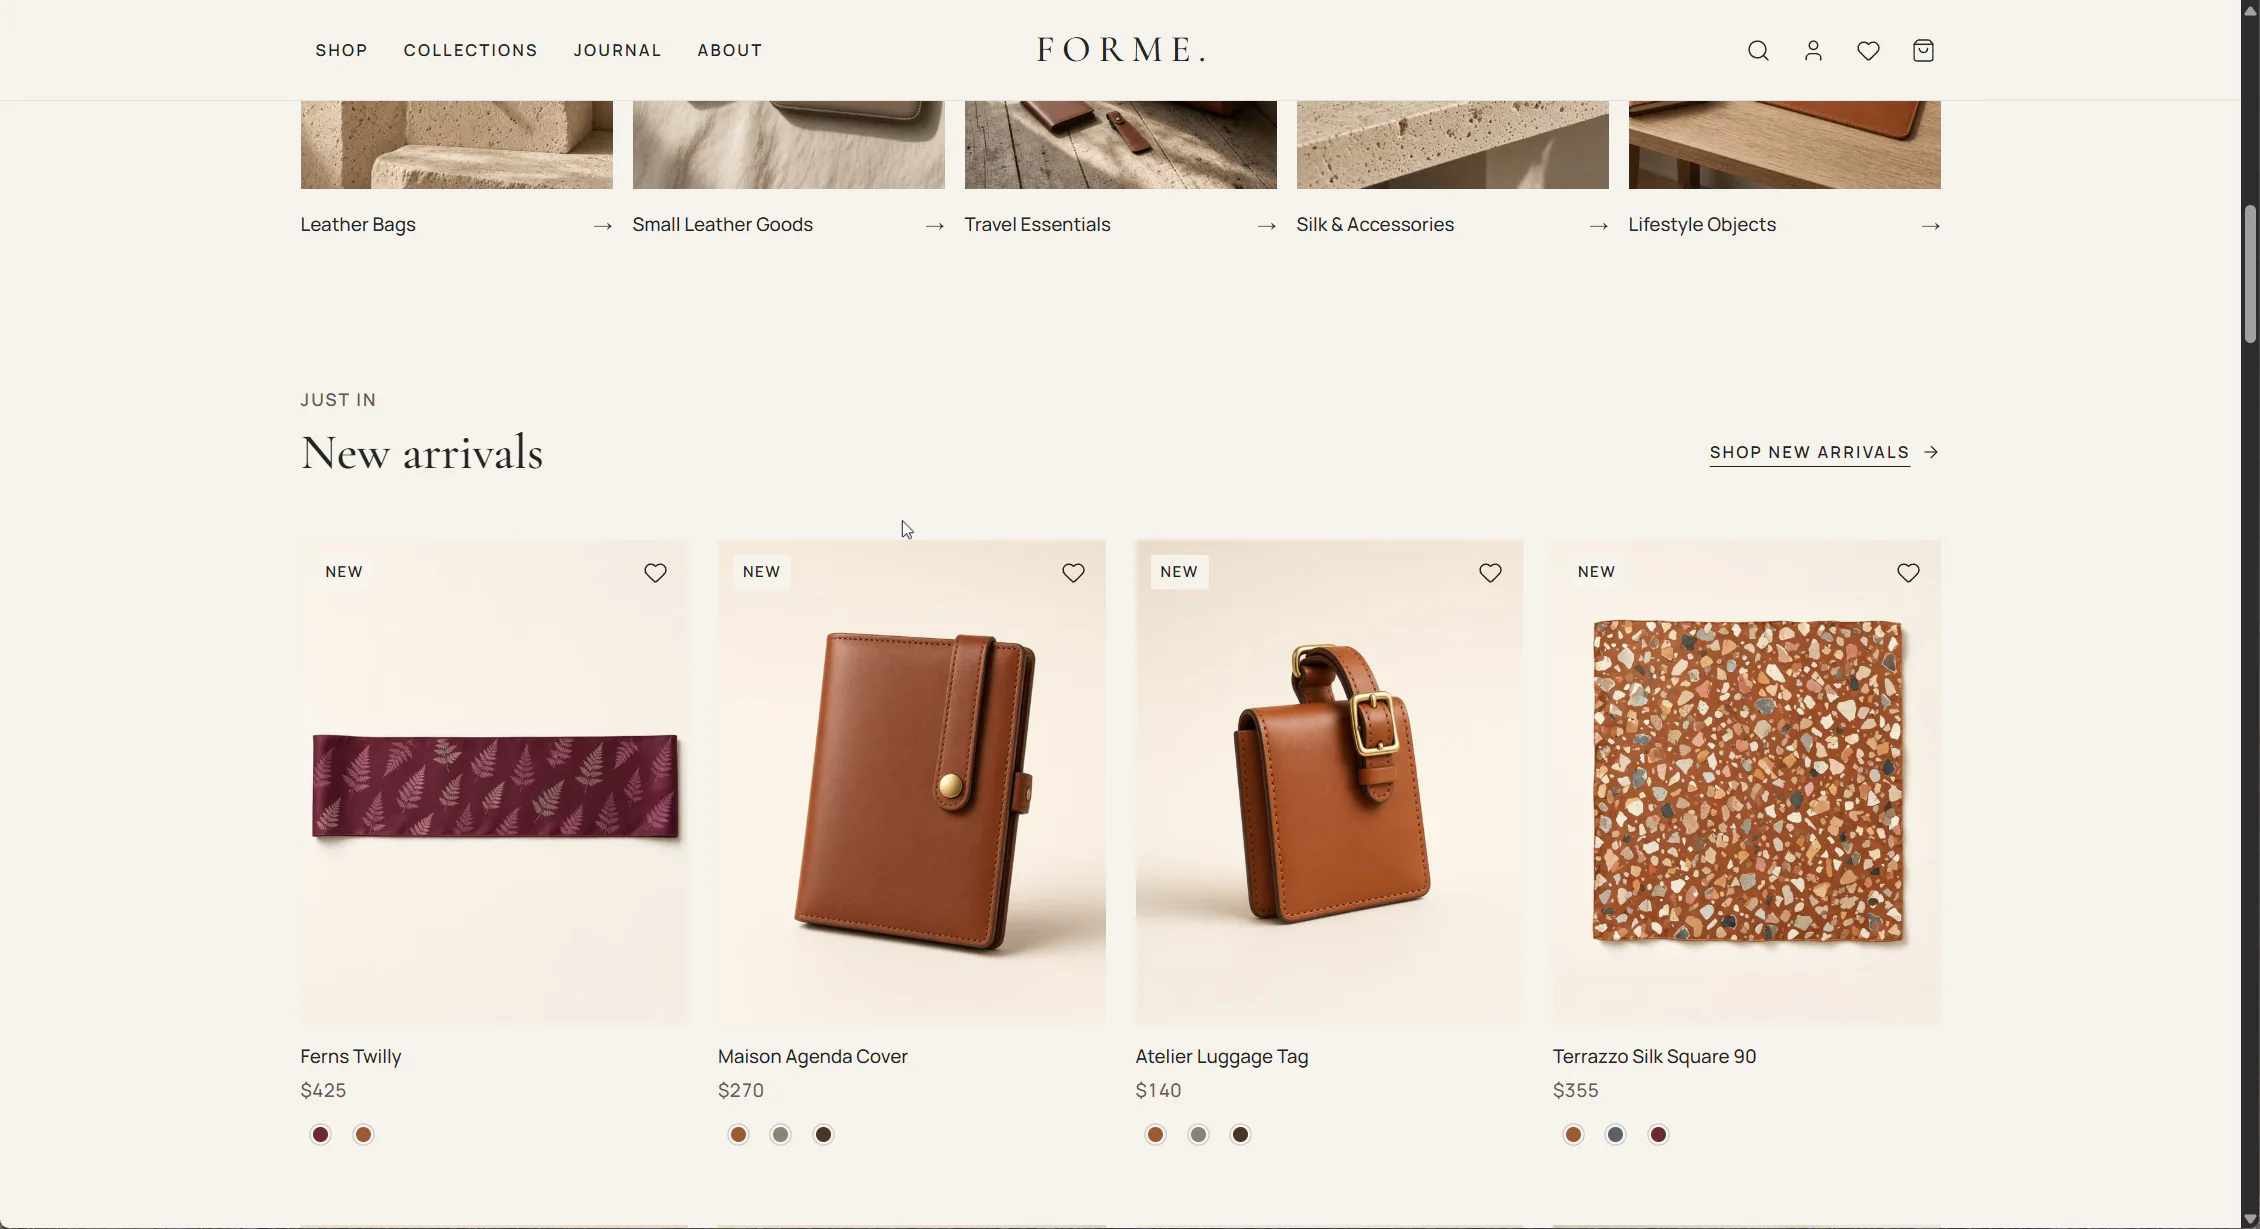 SHOP COLLECTIONS JOURNAL ABOUT FORME.
Leather Bags → Small Leather Goods → Travel Essentials → Silk & Accessories → Lifestyle Objects →
JUST IN
New arrivals
SHOP NEW ARRIVALS →
NEW NEW NEW NEW
Ferns Twilly Maison Agenda Cover Atelier Luggage Tag Terrazzo Silk Square 90
$425 $270 $140 $355